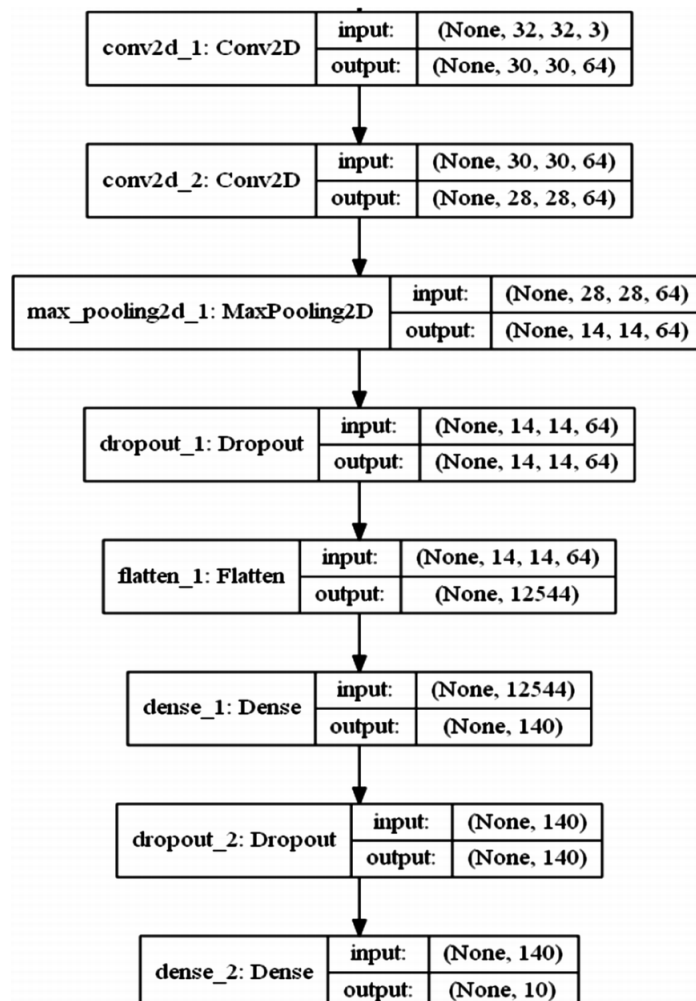 conv2d_1: Conv2D
input: (None, 32, 32, 3)
output: (None, 30, 30, 64)
conv2d_2: Conv2D
input: (None, 30, 30, 64)
output: (None, 28, 28, 64)
max_pooling2d_1: MaxPooling2D
input: (None, 28, 28, 64)
output: (None, 14, 14, 64)
dropout_1: Dropout
input: (None, 14, 14, 64)
output: (None, 14, 14, 64)
flatten_1: Flatten
input: (None, 14, 14, 64)
output: (None, 12544)
dense_1: Dense
input: (None, 12544)
output: (None, 140)
dropout_2: Dropout
input: (None, 140)
output: (None, 140)
dense_2: Dense
input: (None, 140)
output: (None, 10)